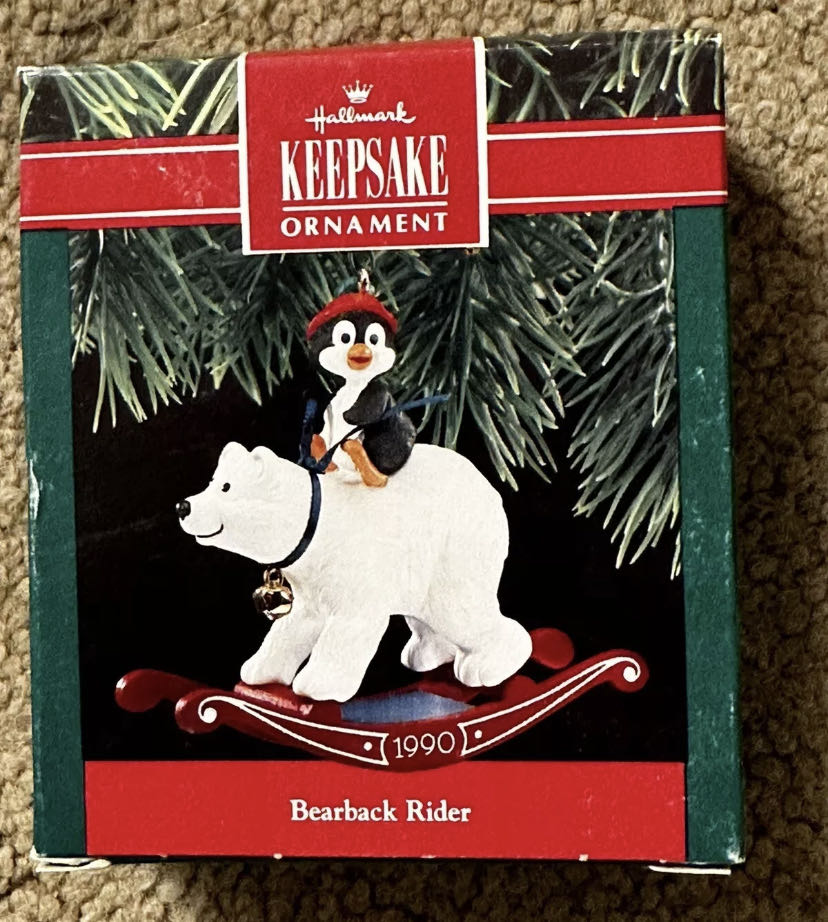 Hallmark
KEEPSAKE
ORNAMENT
1990
Bearback Rider